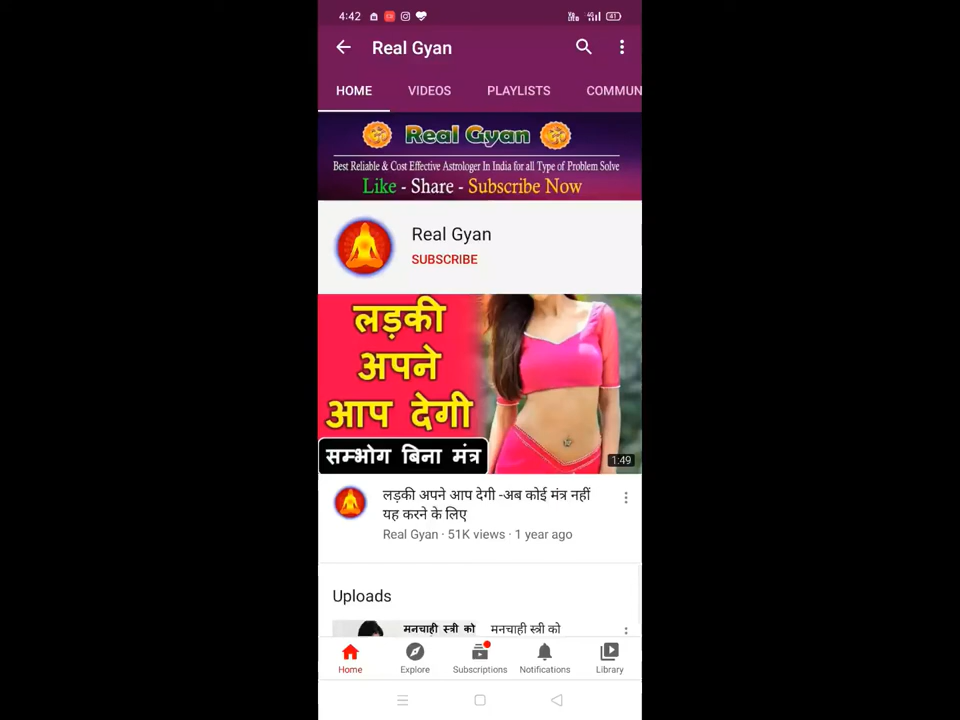 4:42
41
Real Gyan
HOME VIDEOS PLAYLISTS COMMUN
Real Gyan
Best Reliable & Cost Effective Astrologer In India for all Type of Problem Solve
Like - Share - Subscribe Now
Real Gyan
SUBSCRIBE
लड़की
अपने
आप देगी
सम्भोग बिना मंत्र
1:49
लड़की अपने आप देगी -अब कोई मंत्र नहीं
यह करने के लिए
Real Gyan · 51K views · 1 year ago
Uploads
मनचाही स्त्री को मनचाही स्त्री को
Home Explore Subscriptions Notifications Library